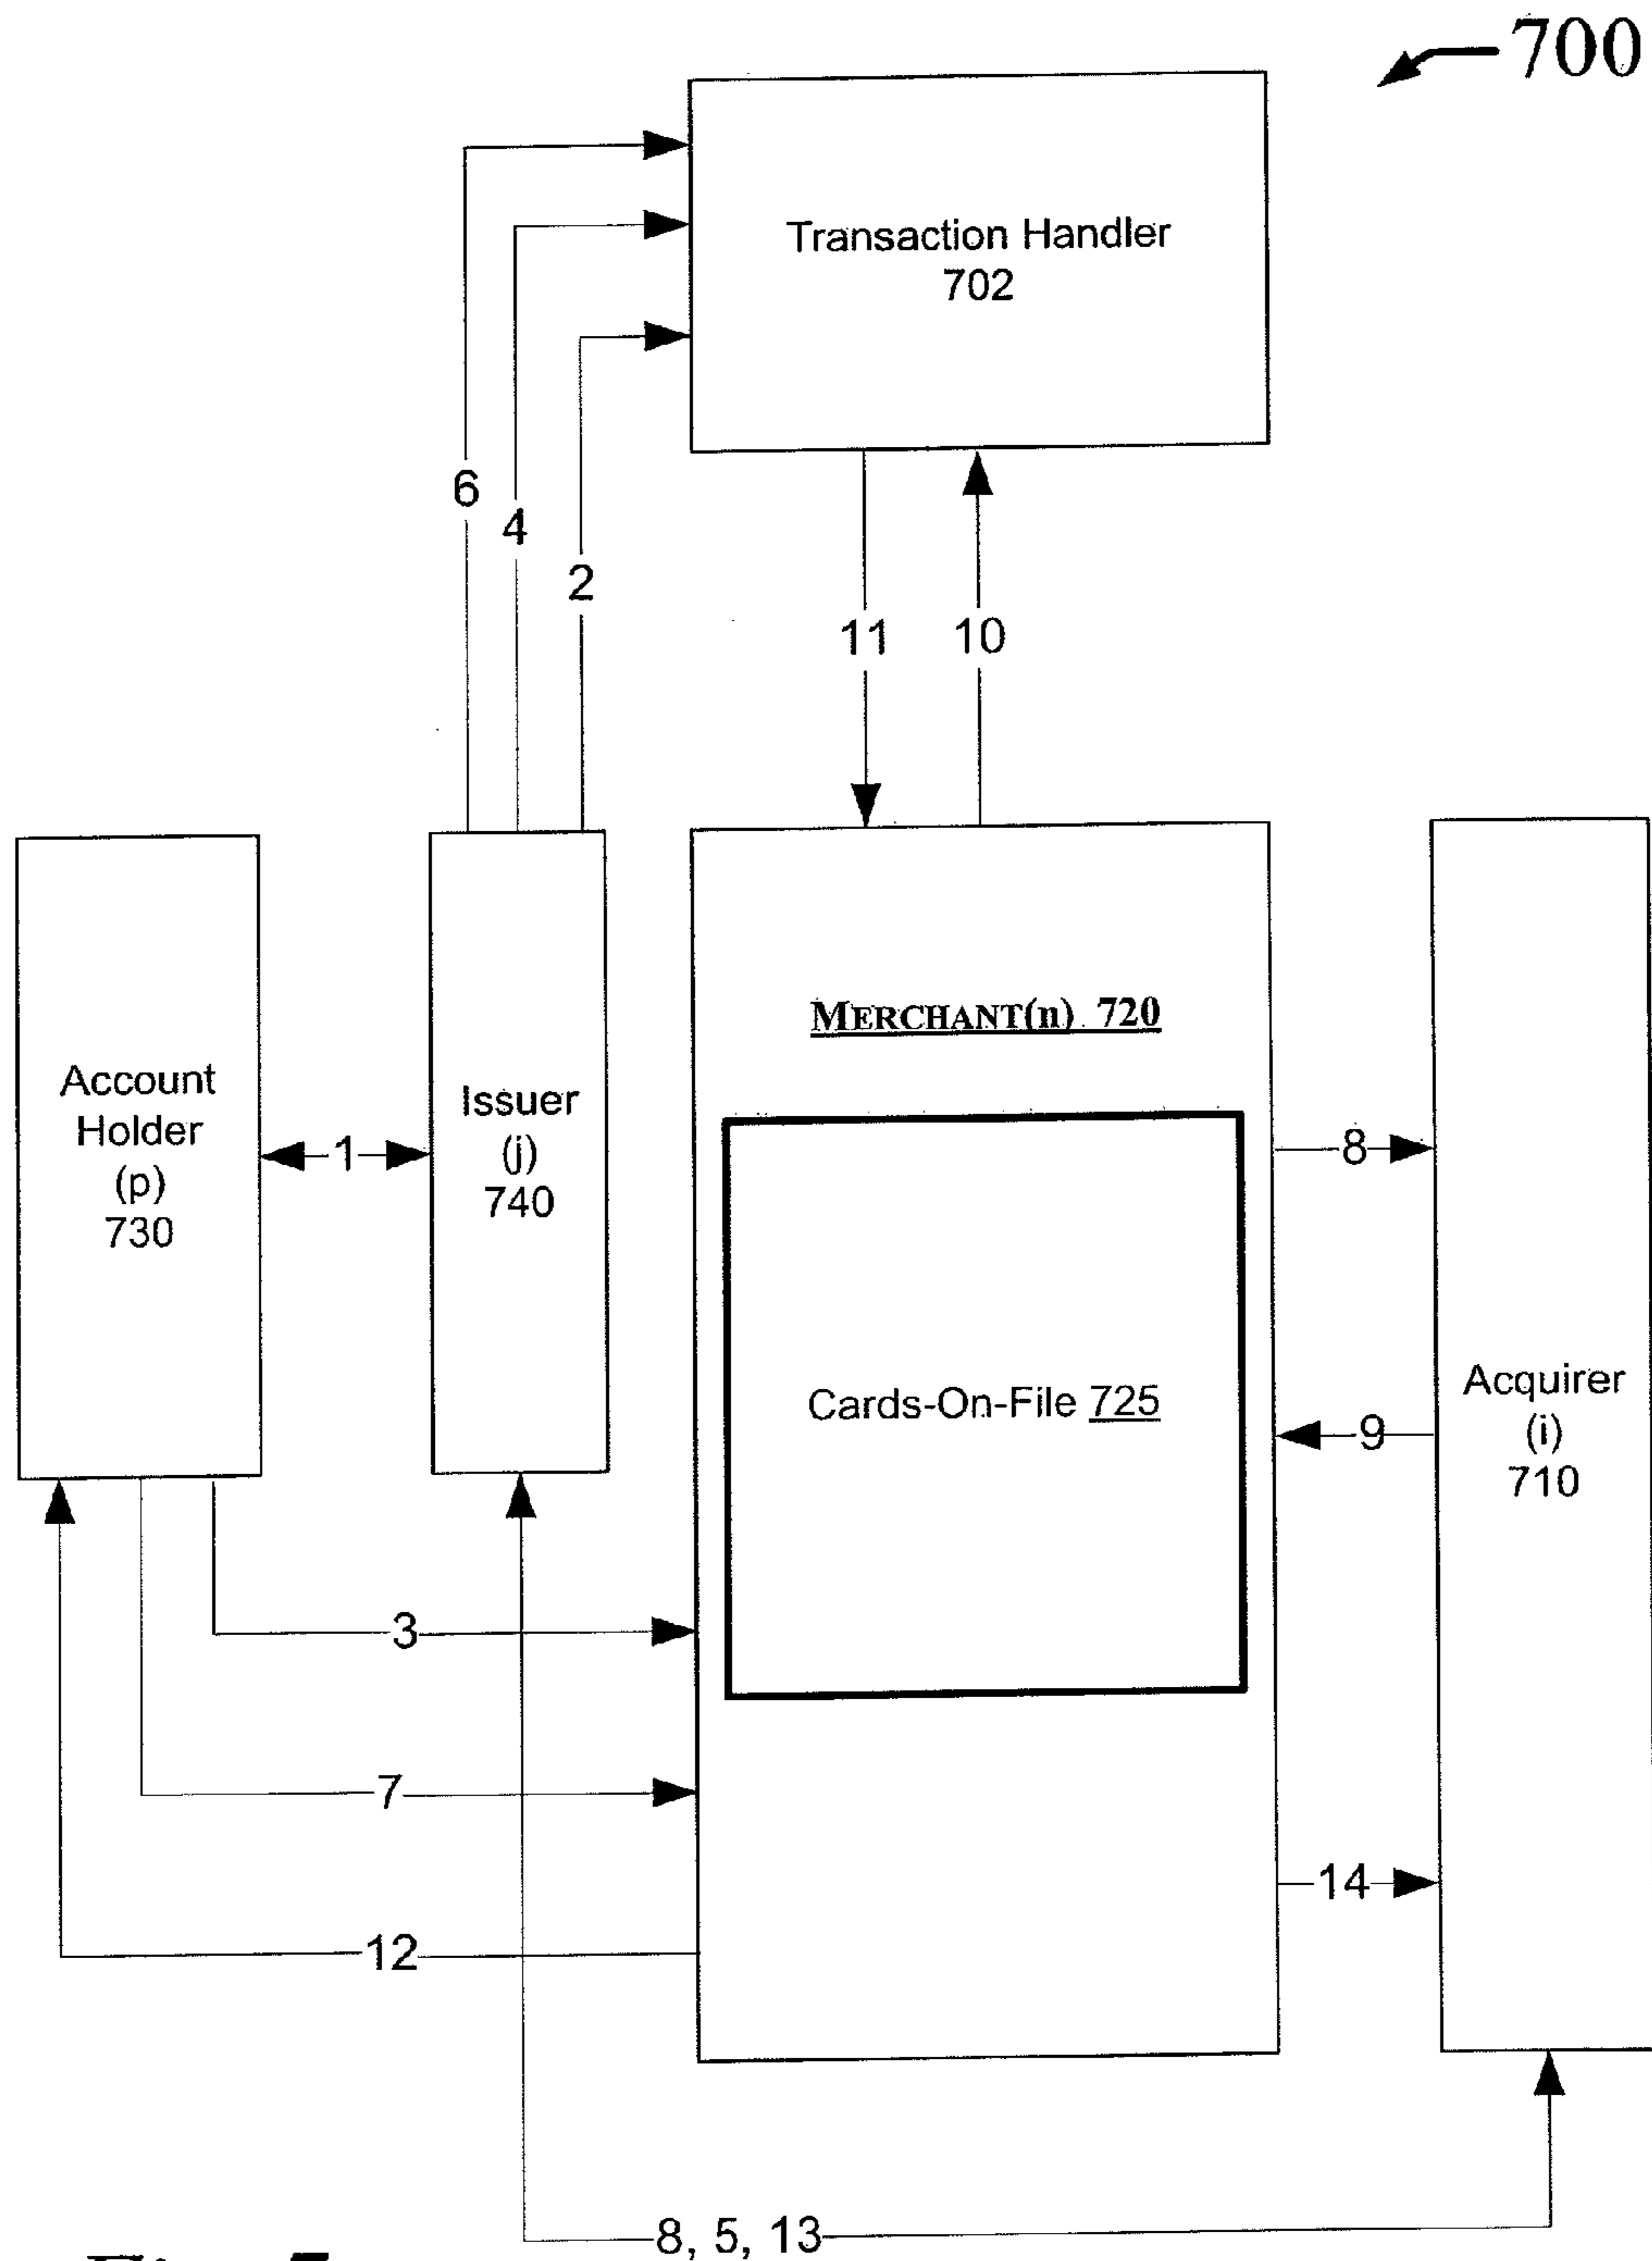 700
Transaction Handler
702
6
4
2
11
10
MERCHANT(n) 720
Account
Holder
(p)
730
1
Issuer
(j)
740
8
Cards-On-File 725
9
Acquirer
(i)
710
3
7
14
12
8, 5, 13